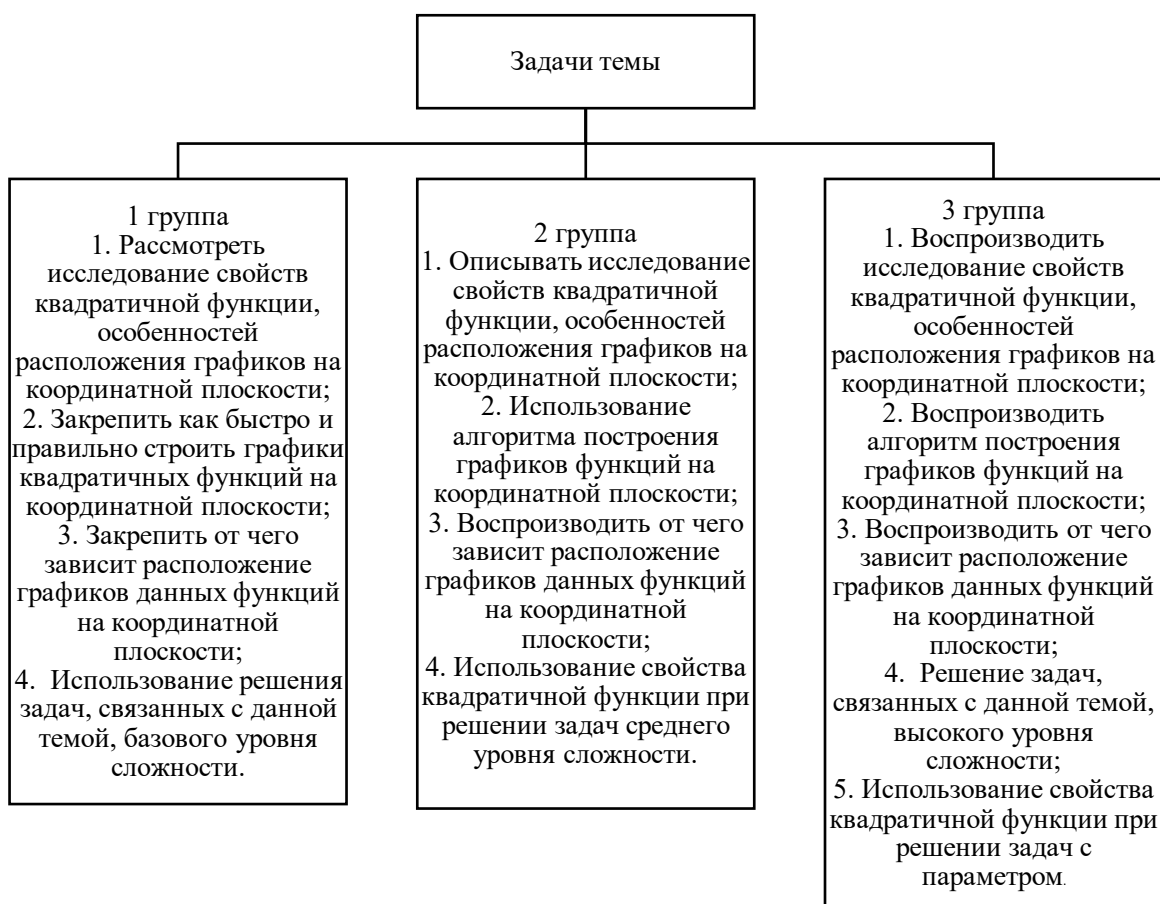 Задачи темы
1 группа
1. Рассмотреть
исследование свойств
квадратичной функции,
особенностей
расположения графиков на
координатной плоскости;
2. Закрепить как быстро и
правильно строить графики
квадратичных функций на
координатной плоскости;
3. Закрепить от чего
зависит расположение
графиков данных функций
на координатной
плоскости;
4. Использование решения
задач, связанных с данной
темой, базового уровня
сложности.
2 группа
1. Описывать исследование
свойств квадратичной
функции, особенностей
расположения графиков на
координатной плоскости;
2. Использование
алгоритма построения
графиков функций на
координатной плоскости;
3. Воспроизводить от чего
зависит расположение
графиков данных функций
на координатной
плоскости;
4. Использование свойства
квадратичной функции при
решении задач среднего
уровня сложности.
3 группа
1. Воспроизводить
исследование свойств
квадратичной функции,
особенностей
расположения графиков на
координатной плоскости;
2. Воспроизводить
алгоритм построения
графиков функций на
координатной плоскости;
3. Воспроизводить от чего
зависит расположение
графиков данных функций
на координатной
плоскости;
4. Решение задач,
связанных с данной темой,
высокого уровня
сложности;
5. Использование свойства
квадратичной функции при
решении задач с
параметром.